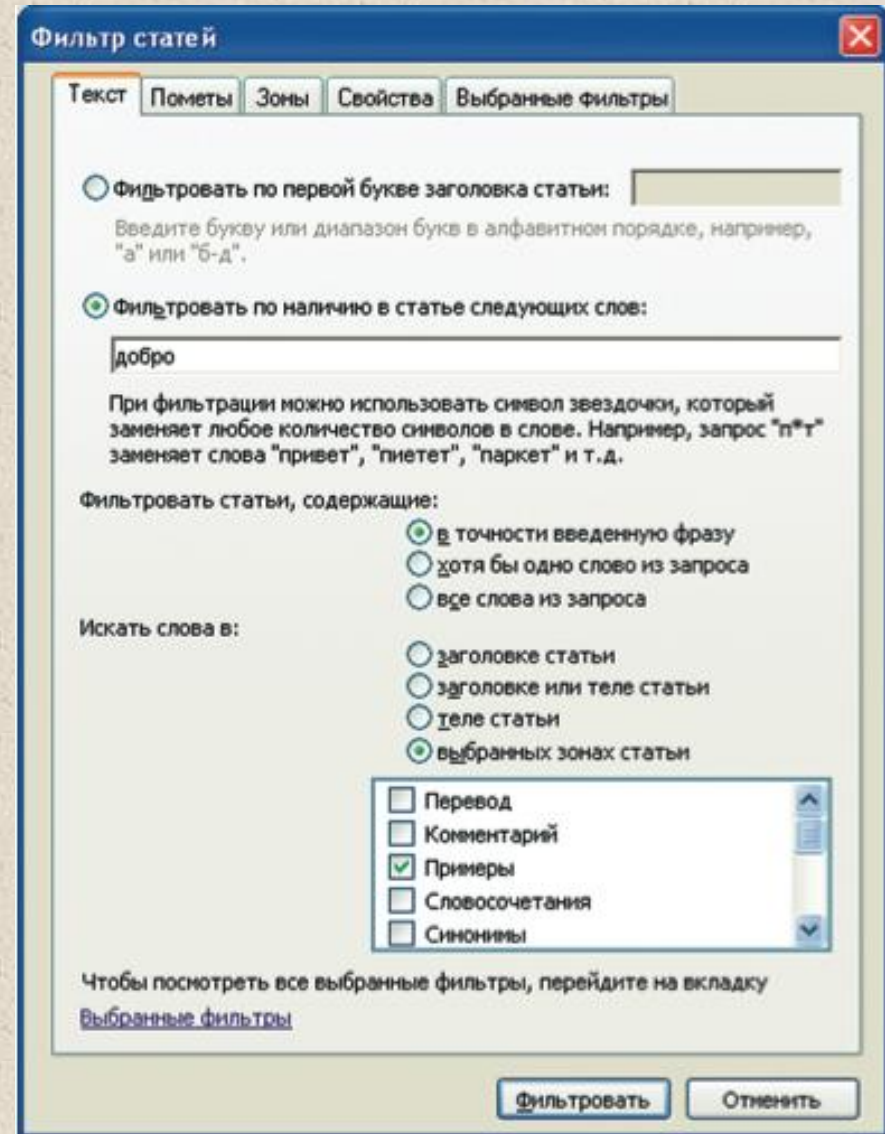 Фильтр статей
Текст Пометы Зоны Свойства Выбранные фильтры
Фильтровать по первой букве заголовка статьи:
Введите букву или диапазон букв в алфавитном порядке, например,
"а" или "б-д".
Фильтровать по наличию в статье следующих слов:
добро
При фильтрации можно использовать символ звездочки, который
заменяет любое количество символов в слове. Например, запрос "п*т"
заменяет слова "привет", "пиетет", "паркет" и т.д.
Фильтровать статьи, содержащие:
в точности введенную фразу
хотя бы одно слово из запроса
все слова из запроса
Искать слова в:
заголовке статьи
заголовке или теле статьи
теле статьи
выбранных зонах статьи
Перевод
Комментарий
Примеры
Словосочетания
Синонимы
Чтобы посмотреть все выбранные фильтры, перейдите на вкладку
Выбранные фильтры
Фильтровать Отменить